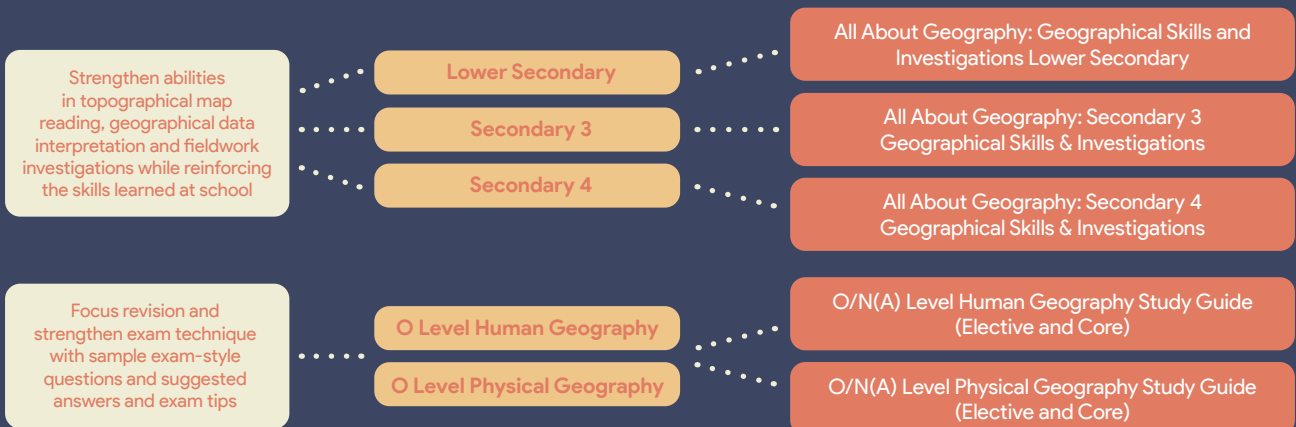 Strengthen abilities
in topographical map
reading, geographical data
interpretation and fieldwork
investigations while reinforcing
the skills learned at school
Lower Secondary
Secondary 3
Secondary 4
All About Geography: Geographical Skills and
Investigations Lower Secondary
All About Geography: Secondary 3
Geographical Skills & Investigations
All About Geography: Secondary 4
Geographical Skills & Investigations
Focus revision and
strengthen exam technique
with sample exam-style
questions and suggested
answers and exam tips
O Level Human Geography
O Level Physical Geography
O/N(A) Level Human Geography Study Guide
(Elective and Core)
O/N(A) Level Physical Geography Study Guide
(Elective and Core)